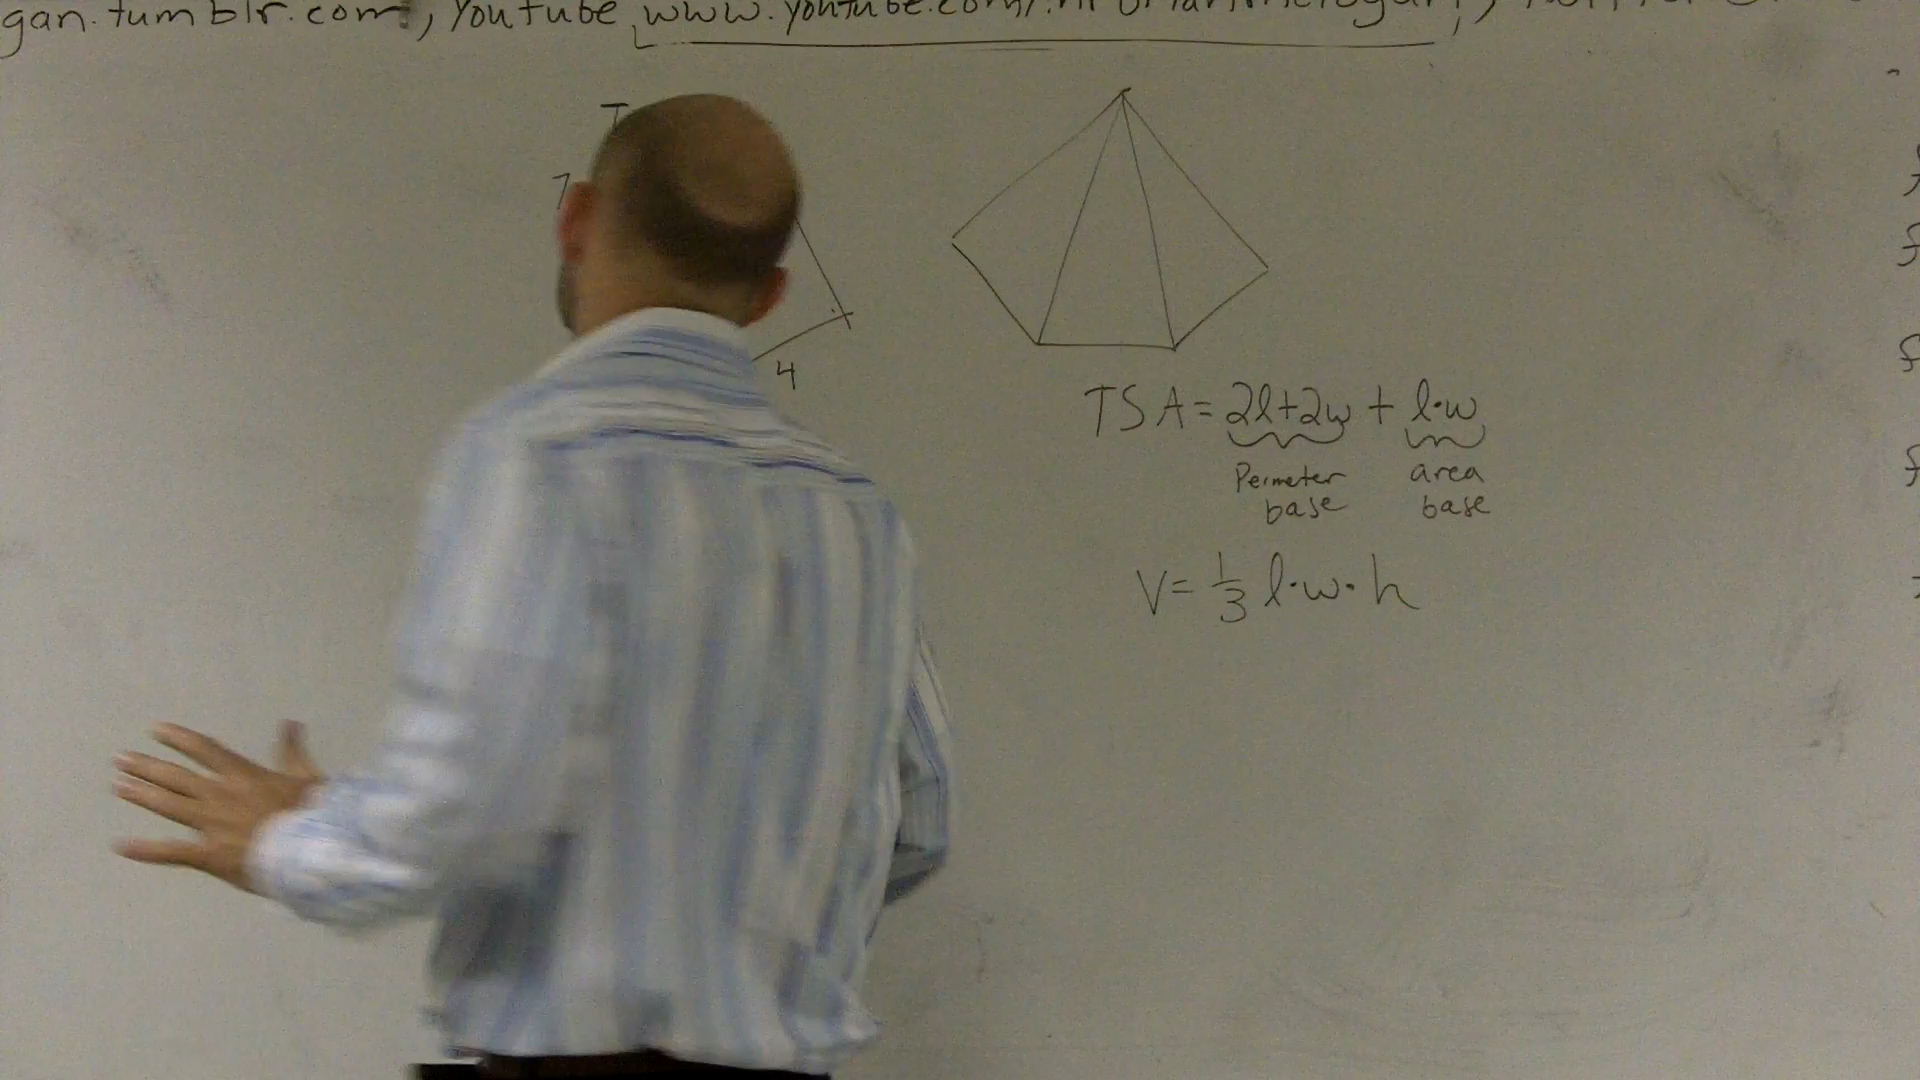 gan.tumblr.com, Youtube www.youtube.com/
7
4
TSA = 2l+2w + l·w
Perimeter base
area base
V = 1/3 l·w·h